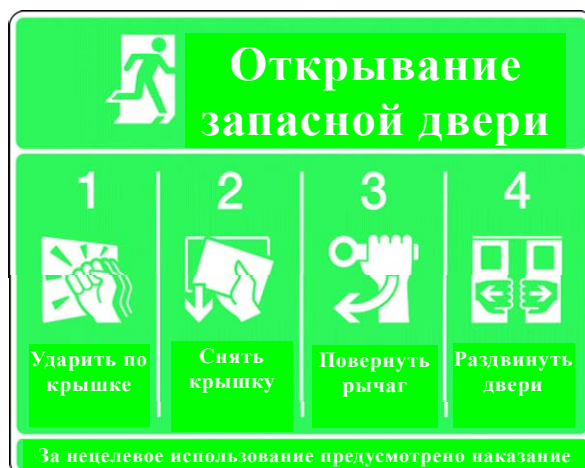 Открывание
запасной двери
1
2
3
4
Ударить по
крышке
Снять
крышку
Повернуть
рычаг
Раздвинуть
двери
За нецелевое использование предусмотрено наказание